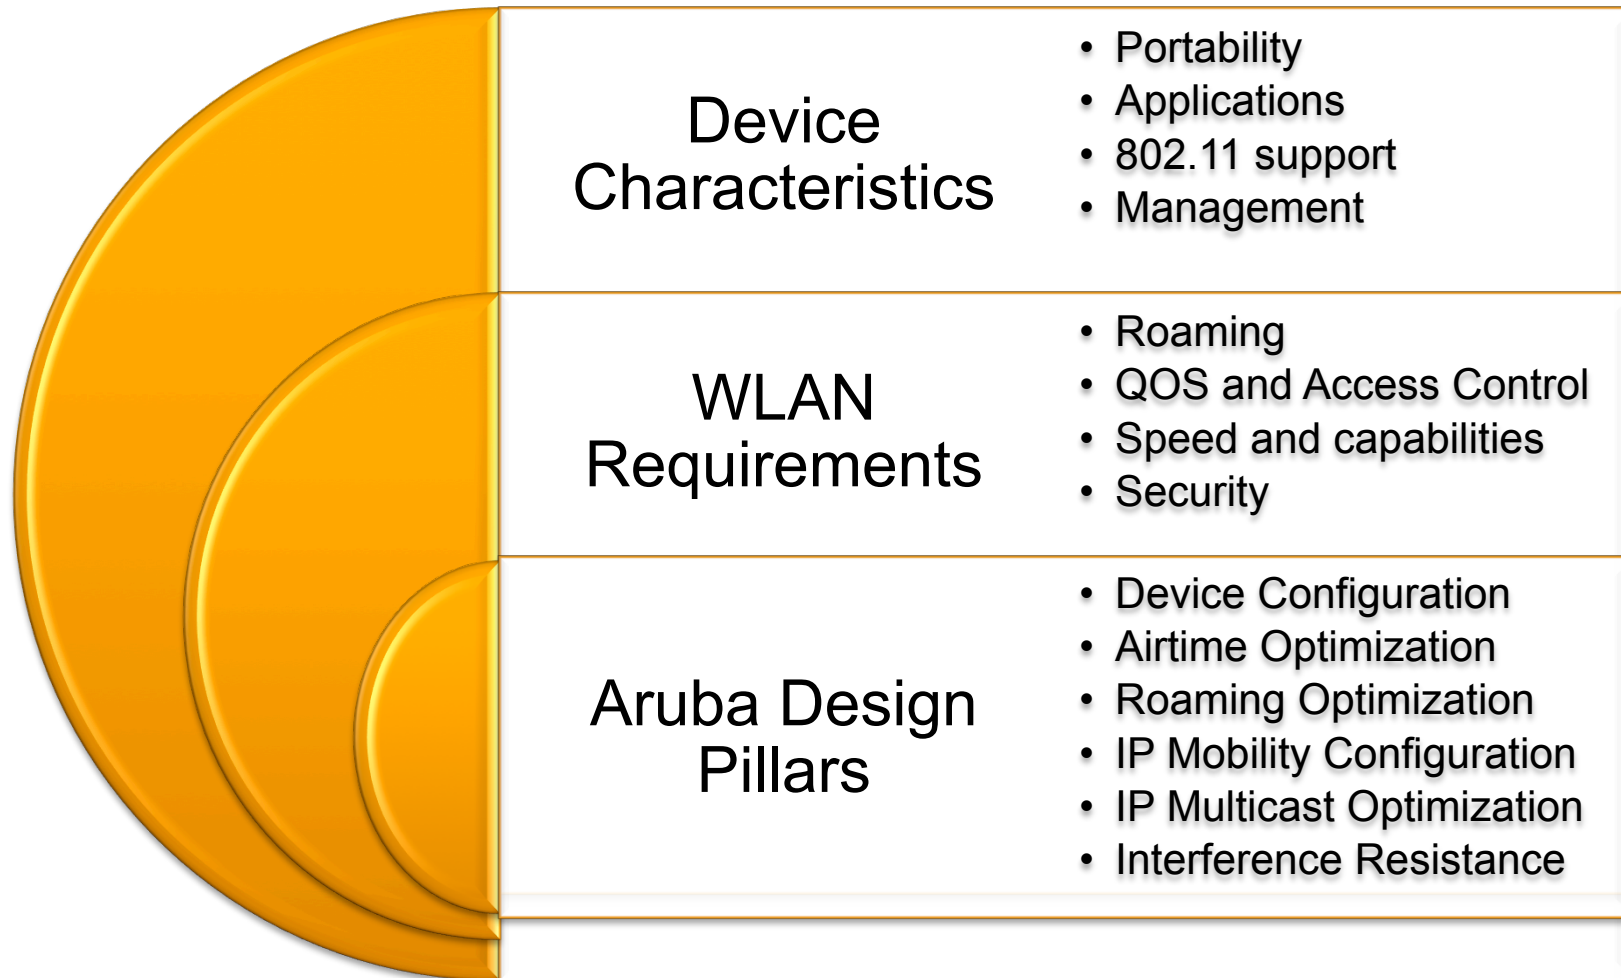 Device
Characteristics
• Portability
• Applications
• 802.11 support
• Management
WLAN
Requirements
• Roaming
• QOS and Access Control
• Speed and capabilities
• Security
Aruba Design
Pillars
• Device Configuration
• Airtime Optimization
• Roaming Optimization
• IP Mobility Configuration
• IP Multicast Optimization
• Interference Resistance